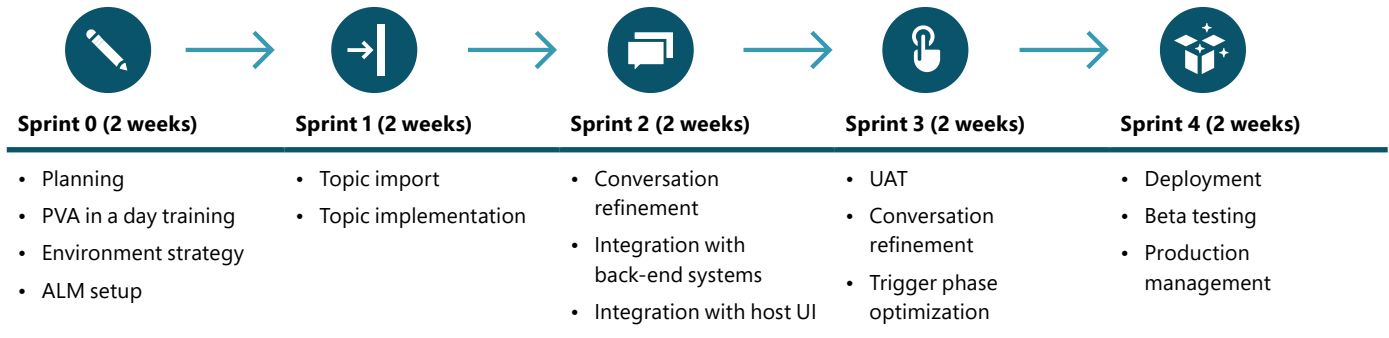 Sprint 0 (2 weeks)
• Planning
• PVA in a day training
• Environment strategy
• ALM setup
Sprint 1 (2 weeks)
• Topic import
• Topic implementation
Sprint 2 (2 weeks)
• Conversation
refinement
• Integration with
back-end systems
• Integration with host UI
Sprint 3 (2 weeks)
• UAT
• Conversation
refinement
• Trigger phase
optimization
Sprint 4 (2 weeks)
• Deployment
• Beta testing
• Production
management